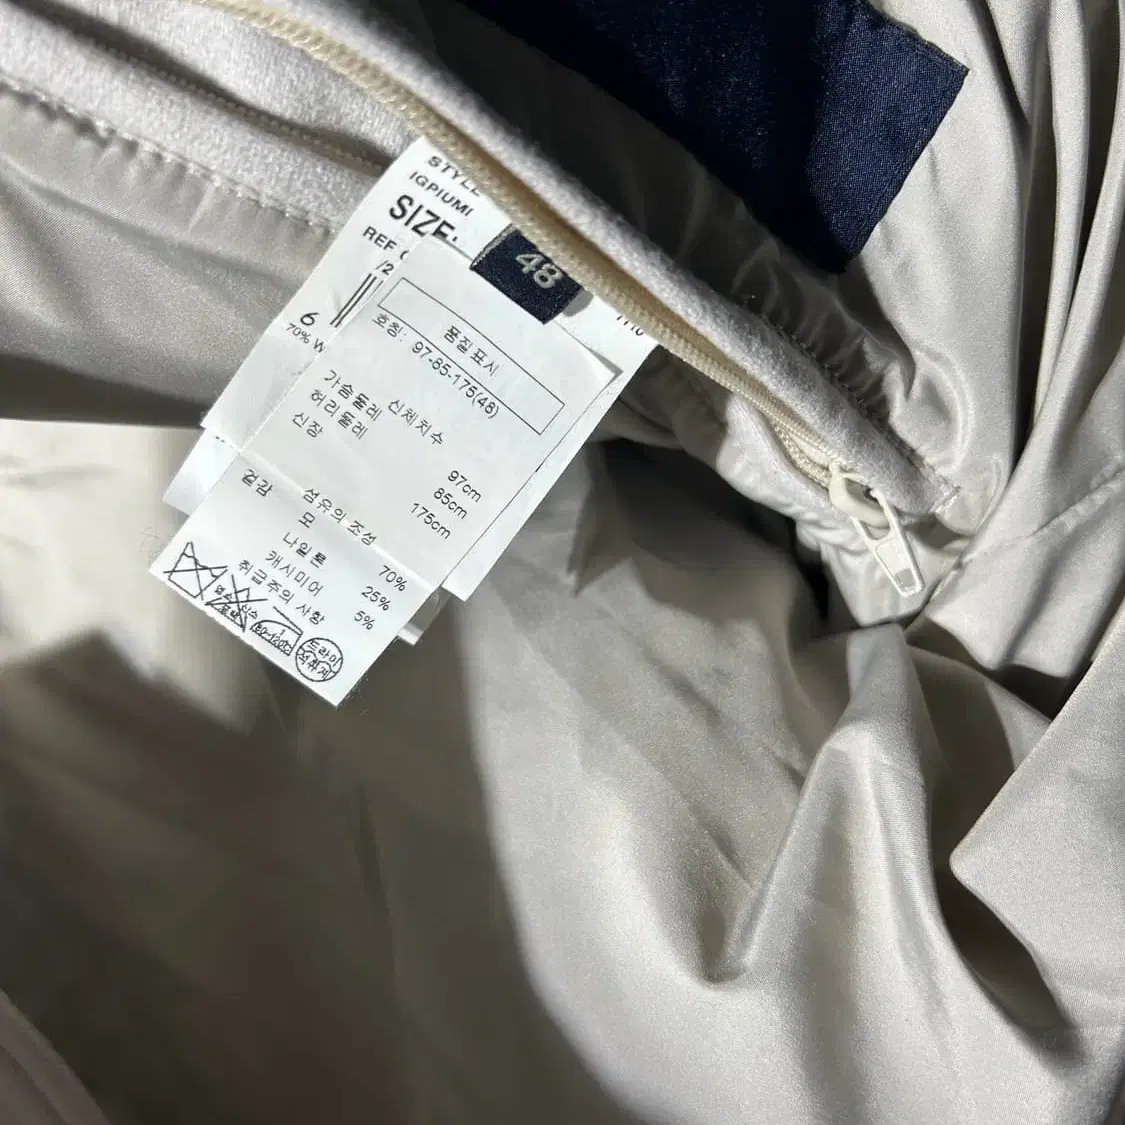 STYLE
IGPIUMI
SIZE:
REF
48
6
70% W
품질표시
호칭: 97-85-175(48)
신체치수
가슴둘레 97cm
허리둘레 85cm
신장 175cm
섬유의 조성
겉감 모 70%
나일론 25%
캐시미어 5%
취급주의 사항
드라이